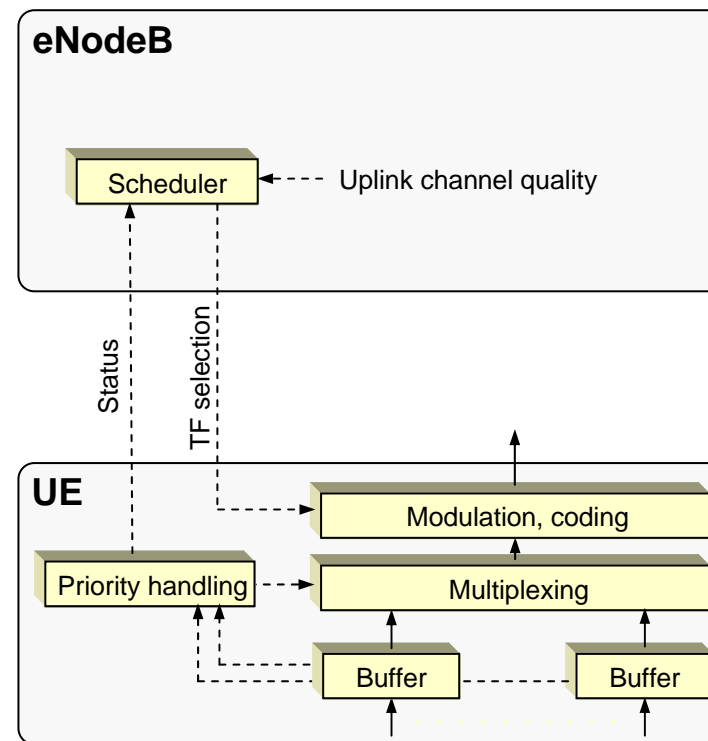 eNodeB
Scheduler
Uplink channel quality
Status
TF selection
UE
Modulation, coding
Priority handling
Multiplexing
Buffer
Buffer